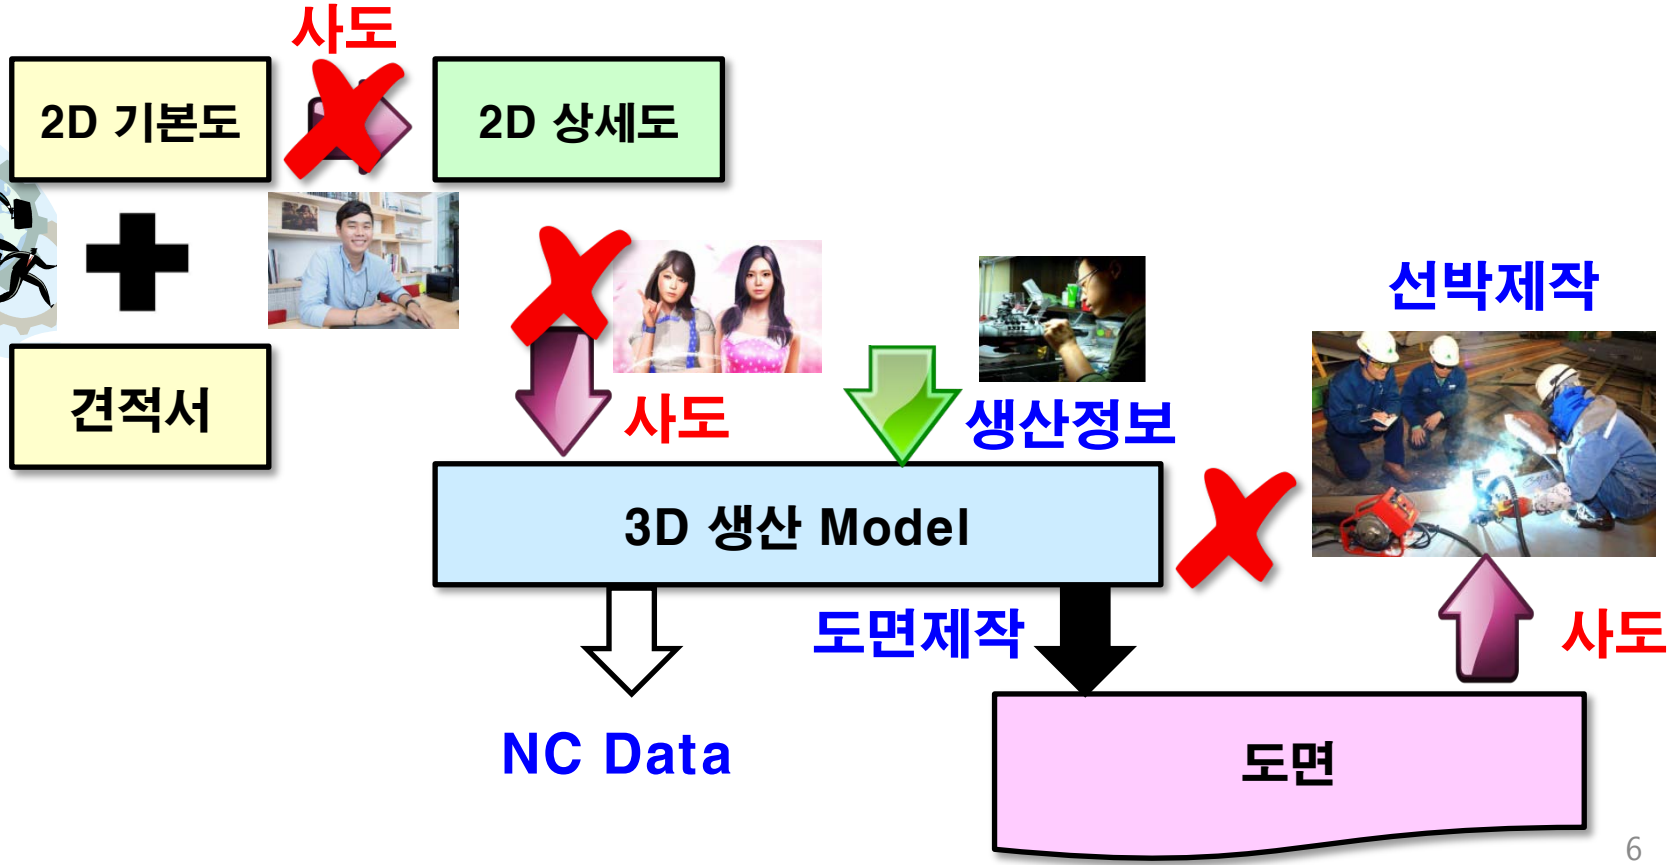 사도
2D 기본도
2D 상세도
견적서
사도
생산정보
선박제작
3D 생산 Model
도면제작
사도
NC Data
도면
6